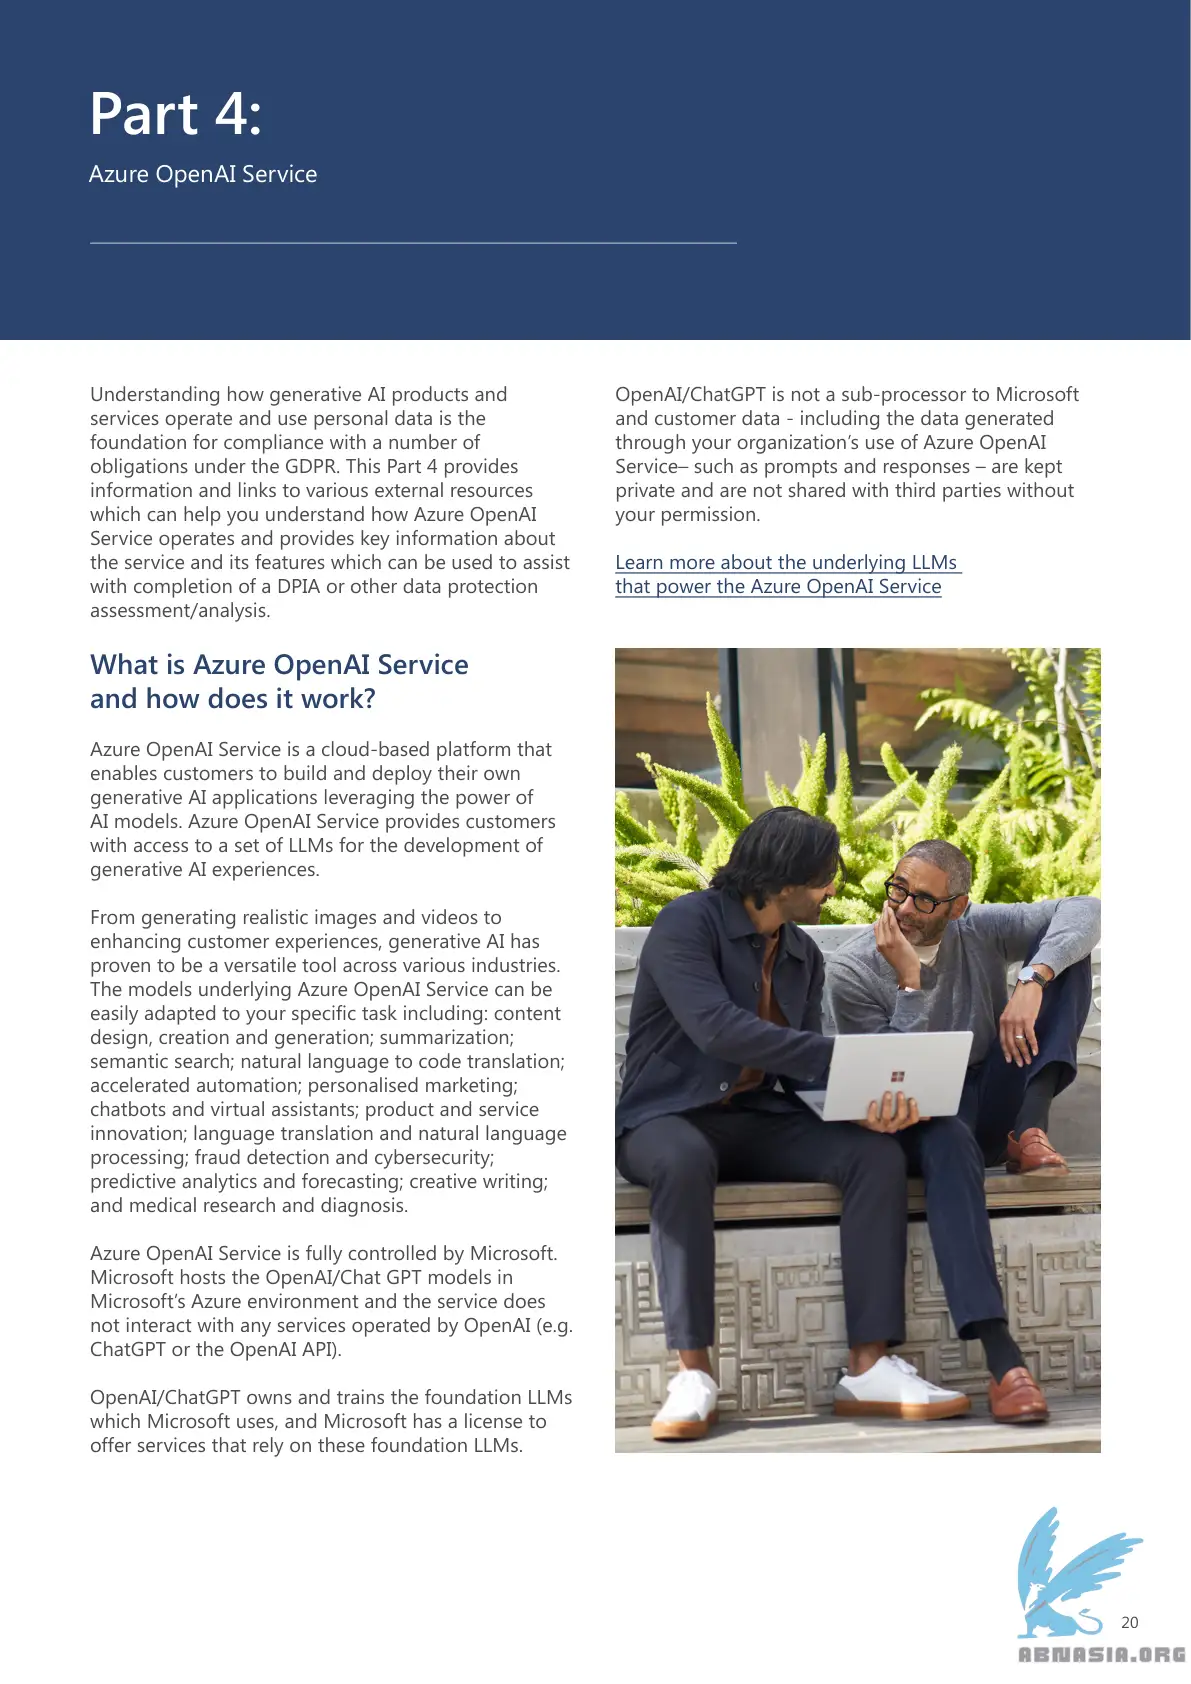 Part 4:
Azure OpenAI Service
Understanding how generative AI products and
services operate and use personal data is the
foundation for compliance with a number of
obligations under the GDPR. This Part 4 provides
information and links to various external resources
which can help you understand how Azure OpenAI
Service operates and provides key information about
the service and its features which can be used to assist
with completion of a DPIA or other data protection
assessment/analysis.
What is Azure OpenAI Service
and how does it work?
Azure OpenAI Service is a cloud-based platform that
enables customers to build and deploy their own
generative AI applications leveraging the power of
AI models. Azure OpenAI Service provides customers
with access to a set of LLMs for the development of
generative AI experiences.
From generating realistic images and videos to
enhancing customer experiences, generative AI has
proven to be a versatile tool across various industries.
The models underlying Azure OpenAI Service can be
easily adapted to your specific task including: content
design, creation and generation; summarization;
semantic search; natural language to code translation;
accelerated automation; personalised marketing;
chatbots and virtual assistants; product and service
innovation; language translation and natural language
processing; fraud detection and cybersecurity;
predictive analytics and forecasting; creative writing;
and medical research and diagnosis.
Azure OpenAI Service is fully controlled by Microsoft.
Microsoft hosts the OpenAI/Chat GPT models in
Microsoft’s Azure environment and the service does
not interact with any services operated by OpenAI (e.g.
ChatGPT or the OpenAI API).
OpenAI/ChatGPT owns and trains the foundation LLMs
which Microsoft uses, and Microsoft has a license to
offer services that rely on these foundation LLMs.
OpenAI/ChatGPT is not a sub-processor to Microsoft
and customer data - including the data generated
through your organization’s use of Azure OpenAI
Service– such as prompts and responses – are kept
private and are not shared with third parties without
your permission.
Learn more about the underlying LLMs
that power the Azure OpenAI Service
20
ABNASIA.ORG